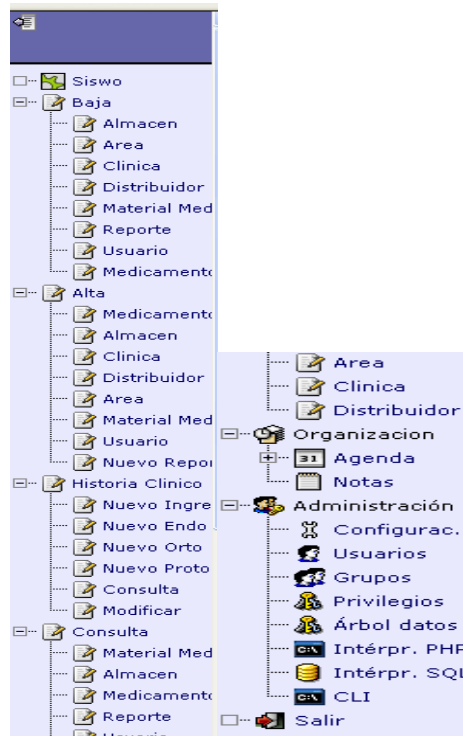 Siswo
Baja
Almacen
Area
Clinica
Distribuidor
Material Med
Reporte
Usuario
Medicament
Alta
Medicament
Almacen
Clinica
Distribuidor
Area
Material Med
Usuario
Nuevo Repo
Historia Clinico
Nuevo Ingre
Nuevo Endo
Nuevo Orto
Nuevo Proto
Consulta
Modificar
Consulta
Material Med
Almacen
Medicament
Reporte
Usuario
Area
Clinica
Distribuidor
Organizacion
31 Agenda
Notas
Administración
Configurac.
Usuarios
Grupos
Privilegios
Árbol datos
C:\ Intérpr. PHP
Intérpr. SQL
C:\ CLI
Salir